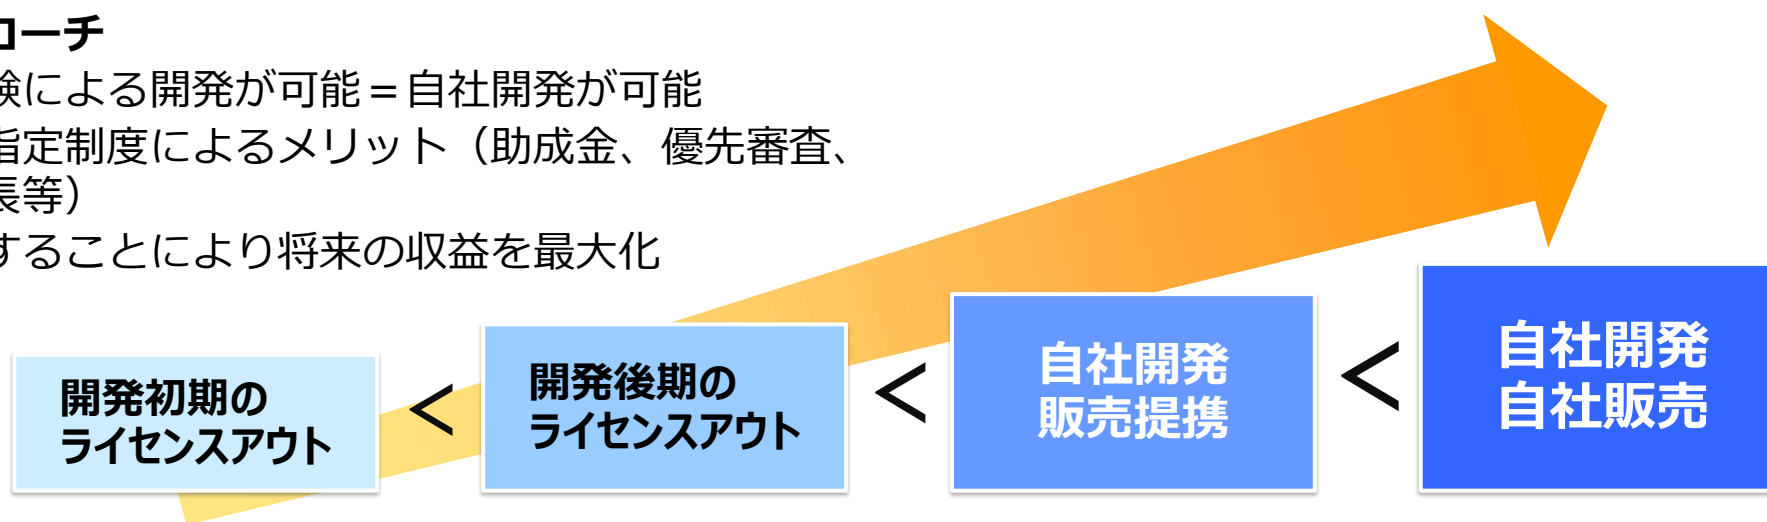 ローチ
験による開発が可能＝自社開発が可能
指定制度によるメリット（助成金、優先審査、
長等）
することにより将来の収益を最大化
開発初期の
ライセンスアウト
<
開発後期の
ライセンスアウト
<
自社開発
販売提携
<
自社開発
自社販売